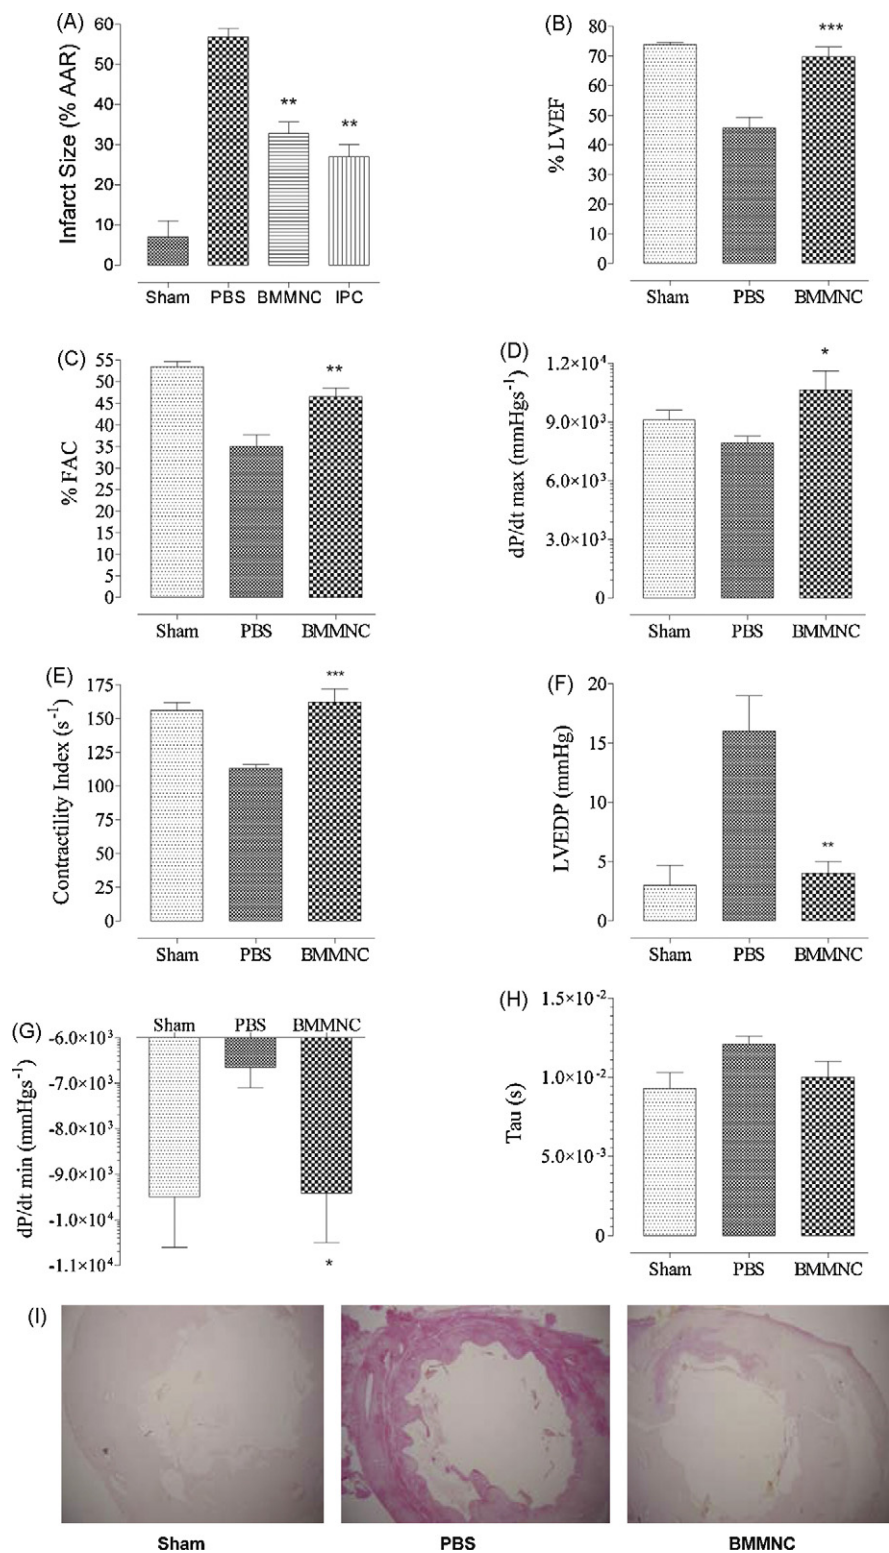 (A)
Infarct Size (% AAR)
60
50
40
30
20
10
0
**
**
Sham PBS BMMNC IPC
(B)
% LVEF
80
70
60
50
40
30
20
10
0
***
Sham PBS BMMNC
(C)
% FAC
55
50
45
40
35
30
25
20
15
10
5
0
**
Sham PBS BMMNC
(D)
dP/dt max (mmHgs⁻¹)
1.2×10⁴
9.0×10³
6.0×10³
3.0×10³
0
*
Sham PBS BMMNC
(E)
Contractility Index (s⁻¹)
175
150
125
100
75
50
25
0
***
Sham PBS BMMNC
(F)
LVEDP (mmHg)
20
15
10
5
0
**
Sham PBS BMMNC
(G)
dP/dt min (mmHgs⁻¹)
Sham PBS BMMNC
-6.0×10³
-7.0×10³
-8.0×10³
-9.0×10³
-1.0×10⁴
-1.1×10⁴
*
(H)
Tau (s)
1.5×10⁻²
1.0×10⁻²
5.0×10⁻³
0
Sham PBS BMMNC
(I)
Sham PBS BMMNC